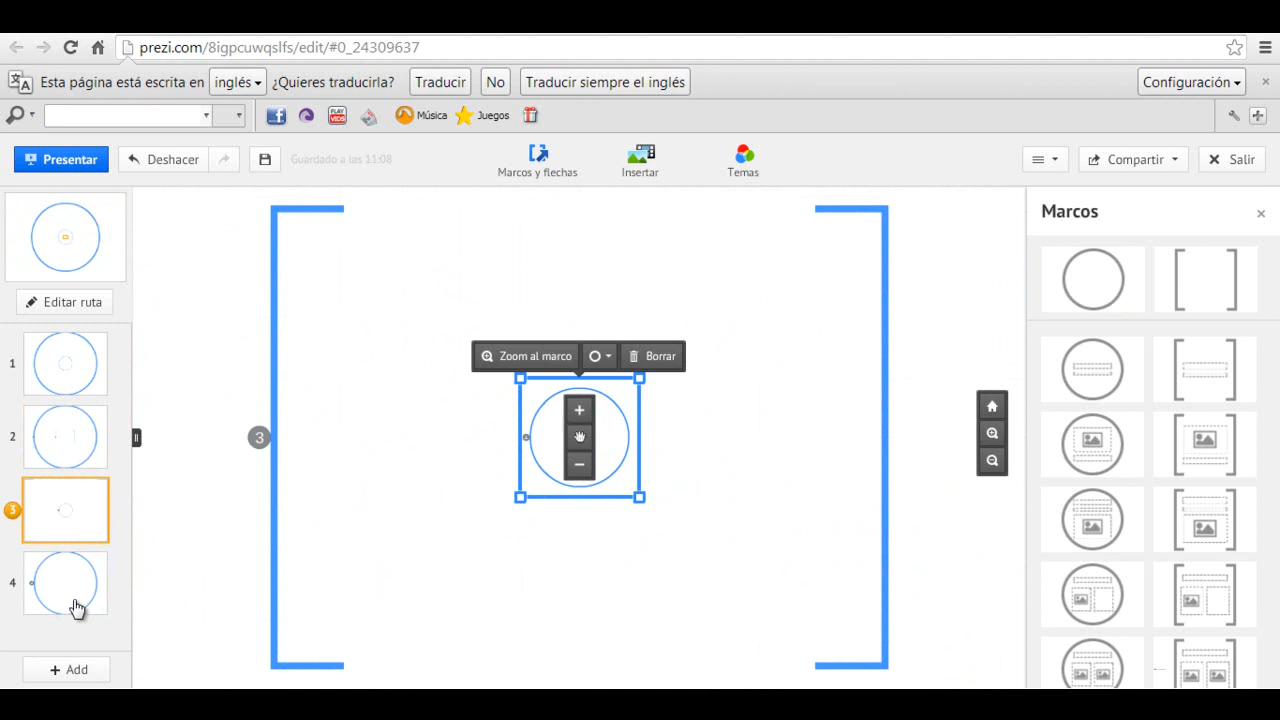 prezi.com/8igpcuwqslfs/edit/#0_24309637
Esta página está escrita en inglés ¿Quieres traducirla? Traducir No Traducir siempre el inglés Configuración
f PLAY VIDS Música Juegos
Presentar Deshacer Guardado a las 11:08 Marcos y flechas Insertar Temas Compartir Salir
Marcos
Editar ruta
1
2
3
4
Add
Zoom al marco Borrar
3